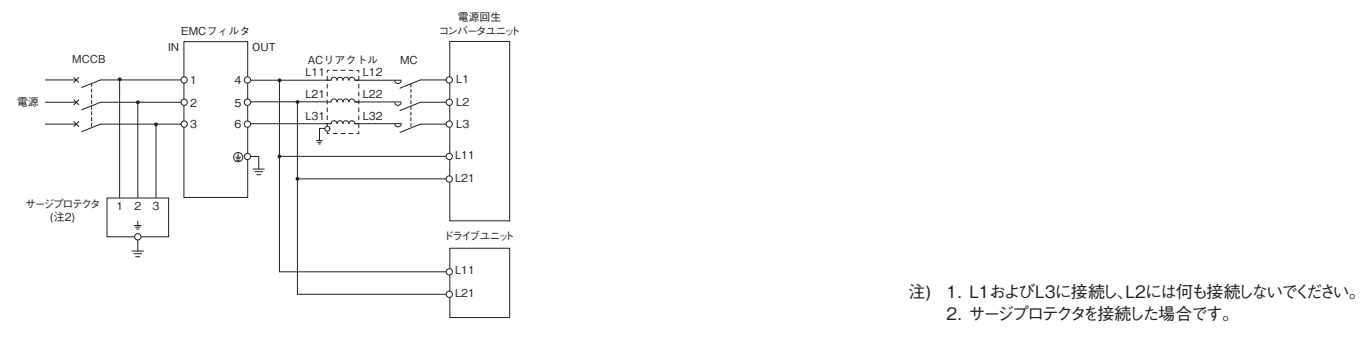 電源回生
コンバータユニット
EMCフィルタ
IN
OUT
MCCB
ACリアクトル
MC
L11
L12
1
4
L1
電源
L21
L22
2
5
L2
L31
L32
3
6
L3
L11
L21
サージプロテクタ
(注2)
1 2 3
ドライブユニット
L11
L21
注) 1. L1およびL3に接続し、L2には何も接続しないでください。
2. サージプロテクタを接続した場合です。